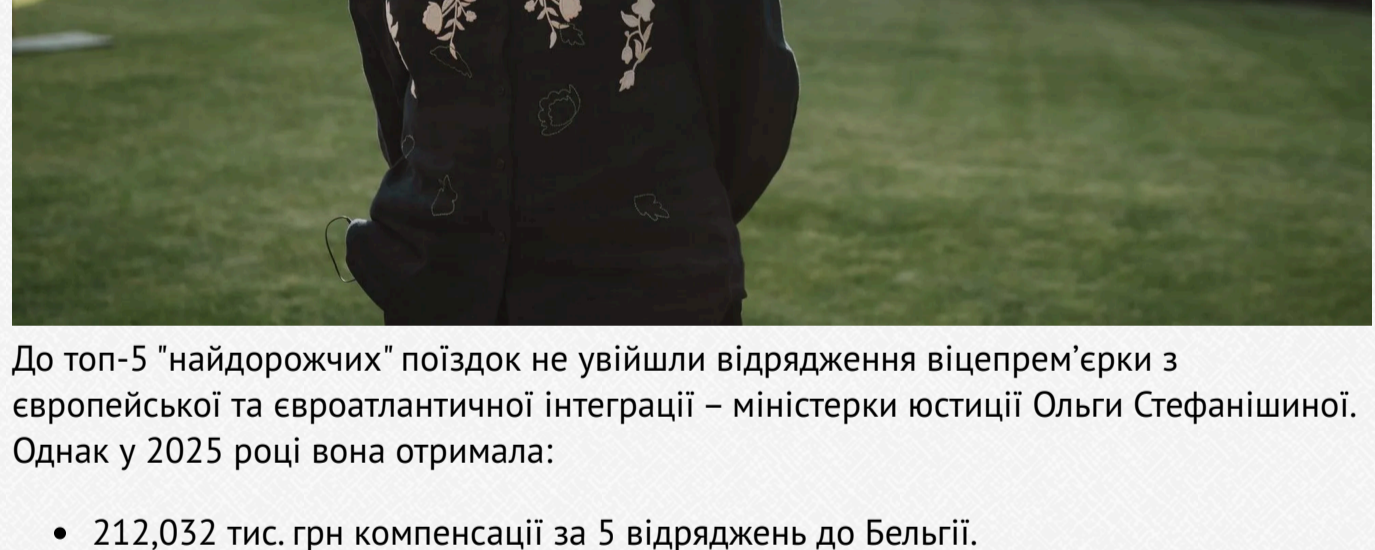 До топ-5 "найдорожчих" поїздок не увійшли відрядження віцепрем’єрки з
європейської та євроатлантичної інтеграції – міністерки юстиції Ольги Стефанішиної.
Однак у 2025 році вона отримала:
• 212,032 тис. грн компенсації за 5 відряджень до Бельгії.